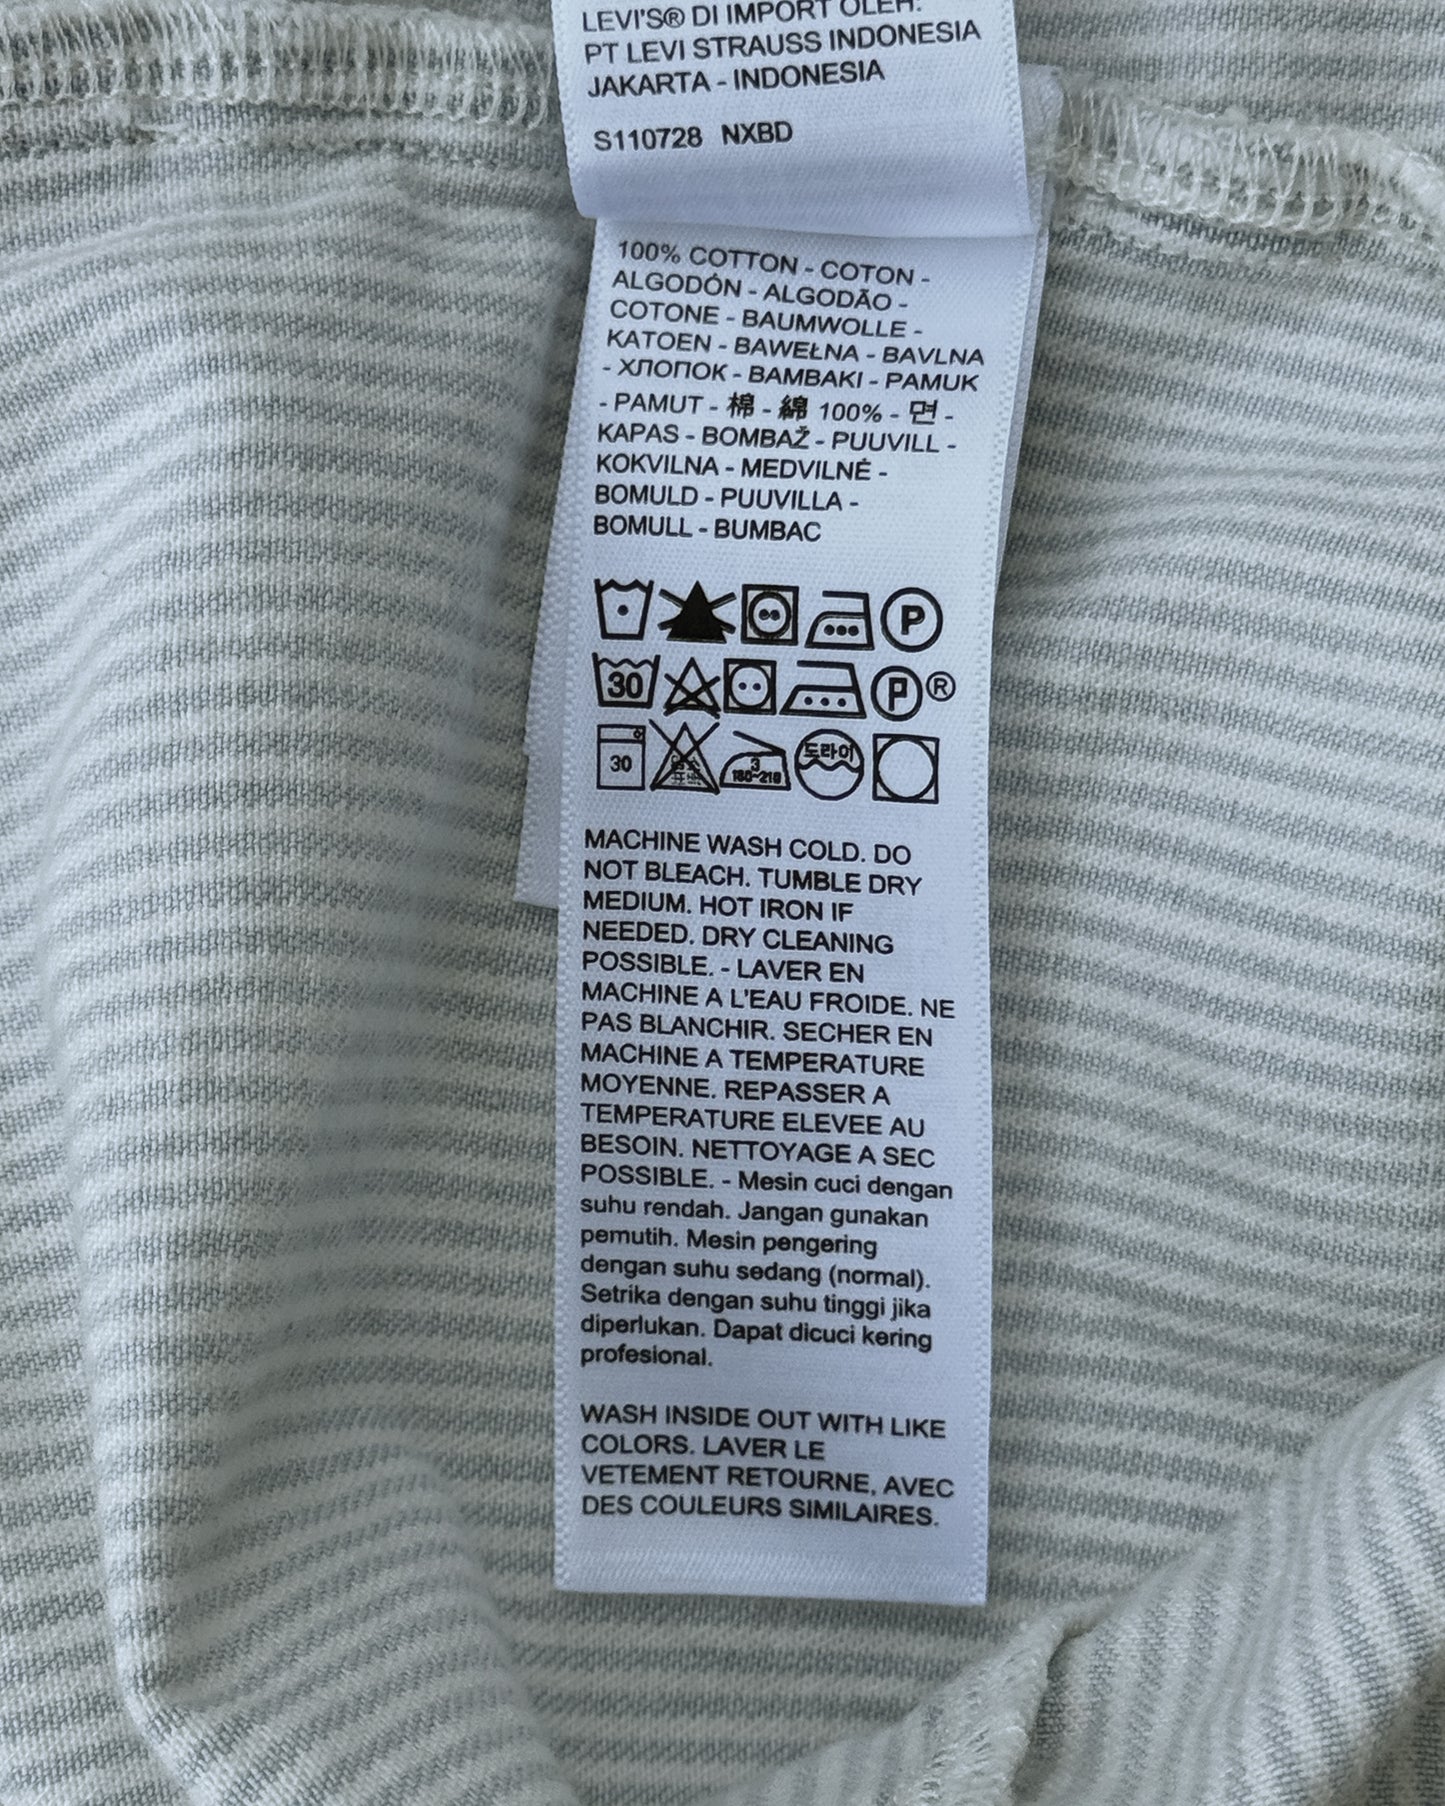 LEVI'S® DI IMPORT OLEH:
PT LEVI STRAUSS INDONESIA
JAKARTA - INDONESIA
S110728 NXBD
100% COTTON - COTON -
ALGODÓN - ALGODÃO -
COTONE - BAUMWOLLE -
KATOEN - BAWEŁNA - BAVLNA
- ХЛОПОК - BAMBAKI - PAMUK
- PAMUT - 棉 - 綿 100% - 면 -
KAPAS - BOMBAŽ - PUUVILL -
KOKVILNA - MEDVILNĖ -
BOMULD - PUUVILLA -
BOMULL - BUMBAC
P
30 P ®
30 3 180~210 드라이
MACHINE WASH COLD. DO
NOT BLEACH. TUMBLE DRY
MEDIUM. HOT IRON IF
NEEDED. DRY CLEANING
POSSIBLE. - LAVER EN
MACHINE A L'EAU FROIDE. NE
PAS BLANCHIR. SECHER EN
MACHINE A TEMPERATURE
MOYENNE. REPASSER A
TEMPERATURE ELEVEE AU
BESOIN. NETTOYAGE A SEC
POSSIBLE. - Mesin cuci dengan
suhu rendah. Jangan gunakan
pemutih. Mesin pengering
dengan suhu sedang (normal).
Setrika dengan suhu tinggi jika
diperlukan. Dapat dicuci kering
profesional.
WASH INSIDE OUT WITH LIKE
COLORS. LAVER LE
VETEMENT RETOURNE, AVEC
DES COULEURS SIMILAIRES.